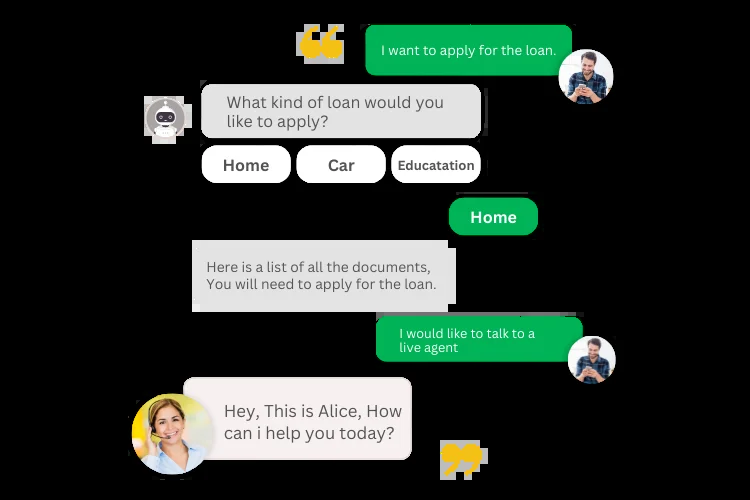 I want to apply for the loan.
What kind of loan would you
like to apply?
Home
Car
Educatation
Home
Here is a list of all the documents,
You will need to apply for the loan.
I would like to talk to a
live agent
Hey, This is Alice, How
can i help you today?